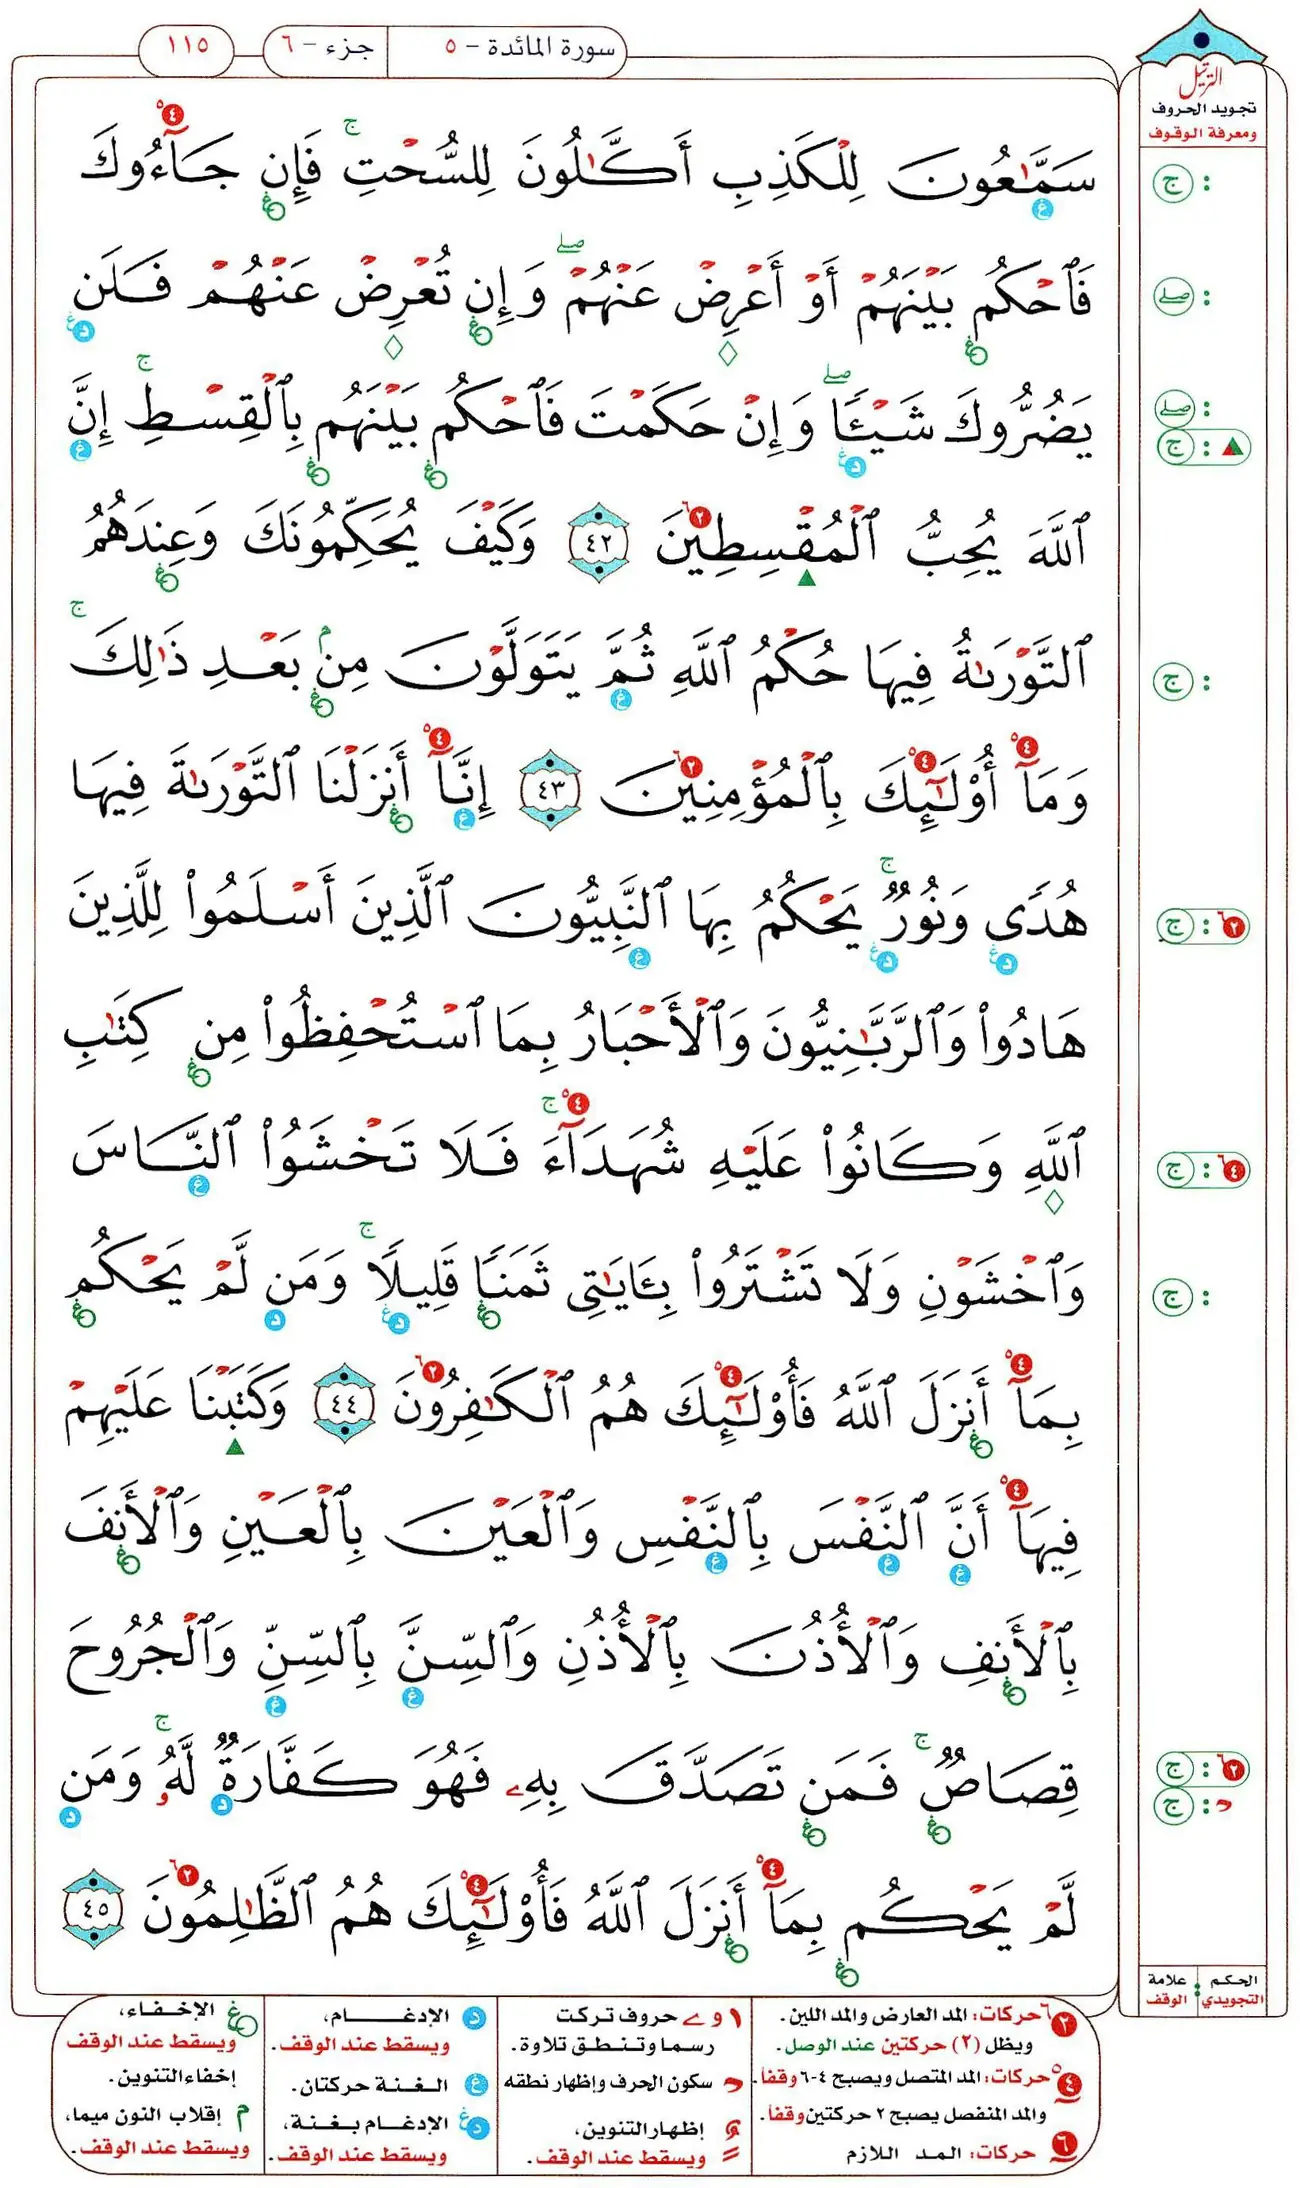 سورة المائدة - ٥
جزء - ٦
١١٥
الترتيل
تجويد الحروف
ومعرفة الوقوف
سَمَّٰعُونَ لِلْكَذِبِ أَكَّٰلُونَ لِلسُّحْتِ ۚ فَإِن جَآءُوكَ
فَٱحْكُم بَيْنَهُمْ أَوْ أَعْرِضْ عَنْهُمْ ۖ وَإِن تُعْرِضْ عَنْهُمْ فَلَن
يَضُرُّوكَ شَيْـًٔا ۖ وَإِنْ حَكَمْتَ فَٱحْكُم بَيْنَهُم بِٱلْقِسْطِ ۚ إِنَّ
ٱللَّهَ يُحِبُّ ٱلْمُقْسِطِينَ ٤٢ وَكَيْفَ يُحَكِّمُونَكَ وَعِندَهُمُ
ٱلتَّوْرَىٰةُ فِيهَا حُكْمُ ٱللَّهِ ثُمَّ يَتَوَلَّوْنَ مِنۢ بَعْدِ ذَٰلِكَ ۚ
وَمَآ أُو۟لَٰٓئِكَ بِٱلْمُؤْمِنِينَ ٤٣ إِنَّآ أَنزَلْنَا ٱلتَّوْرَىٰةَ فِيهَا
هُدًى وَنُورٌ ۚ يَحْكُمُ بِهَا ٱلنَّبِيُّونَ ٱلَّذِينَ أَسْلَمُوا۟ لِلَّذِينَ
هَادُوا۟ وَٱلرَّبَّٰنِيُّونَ وَٱلْأَحْبَارُ بِمَا ٱسْتُحْفِظُوا۟ مِن كِتَٰبِ
ٱللَّهِ وَكَانُوا۟ عَلَيْهِ شُهَدَآءَ ۚ فَلَا تَخْشَوُا۟ ٱلنَّاسَ
وَٱخْشَوْنِ وَلَا تَشْتَرُوا۟ بِـَٔايَٰتِى ثَمَنًا قَلِيلًا ۚ وَمَن لَّمْ يَحْكُم
بِمَآ أَنزَلَ ٱللَّهُ فَأُو۟لَٰٓئِكَ هُمُ ٱلْكَٰفِرُونَ ٤٤ وَكَتَبْنَا عَلَيْهِمْ
فِيهَآ أَنَّ ٱلنَّفْسَ بِٱلنَّفْسِ وَٱلْعَيْنَ بِٱلْعَيْنِ وَٱلْأَنفَ
بِٱلْأَنفِ وَٱلْأُذُنَ بِٱلْأُذُنِ وَٱلسِّنَّ بِٱلسِّنِّ وَٱلْجُرُوحَ
قِصَاصٌ ۚ فَمَن تَصَدَّقَ بِهِۦ فَهُوَ كَفَّارَةٌ لَّهُۥ ۚ وَمَن
لَّمْ يَحْكُم بِمَآ أَنزَلَ ٱللَّهُ فَأُو۟لَٰٓئِكَ هُمُ ٱلظَّٰلِمُونَ ٤٥
الحكم التجويدي : علامة الوقف
٢ ٦ حركات: المد العارض والمد اللين.
ويظل (٢) حركتين عند الوصل.
٤ ٥ حركات: المد المتصل ويصبح ٤-٦ وقفاً.
والمد المنفصل يصبح ٢ حركتين وقفاً.
٦ حركات: المد اللازم
ا و ے حروف تركت
رسما وتنطق تلاوة.
سكون الحرف وإظهار نطقه
إظهار التنوين،
ويسقط عند الوقف.
د الإدغام،
ويسقط عند الوقف.
غ الغنة حركتان.
الإدغام بغنة،
ويسقط عند الوقف.
الإخفاء،
ويسقط عند الوقف
إخفاء التنوين.
م إقلاب النون ميما،
ويسقط عند الوقف.